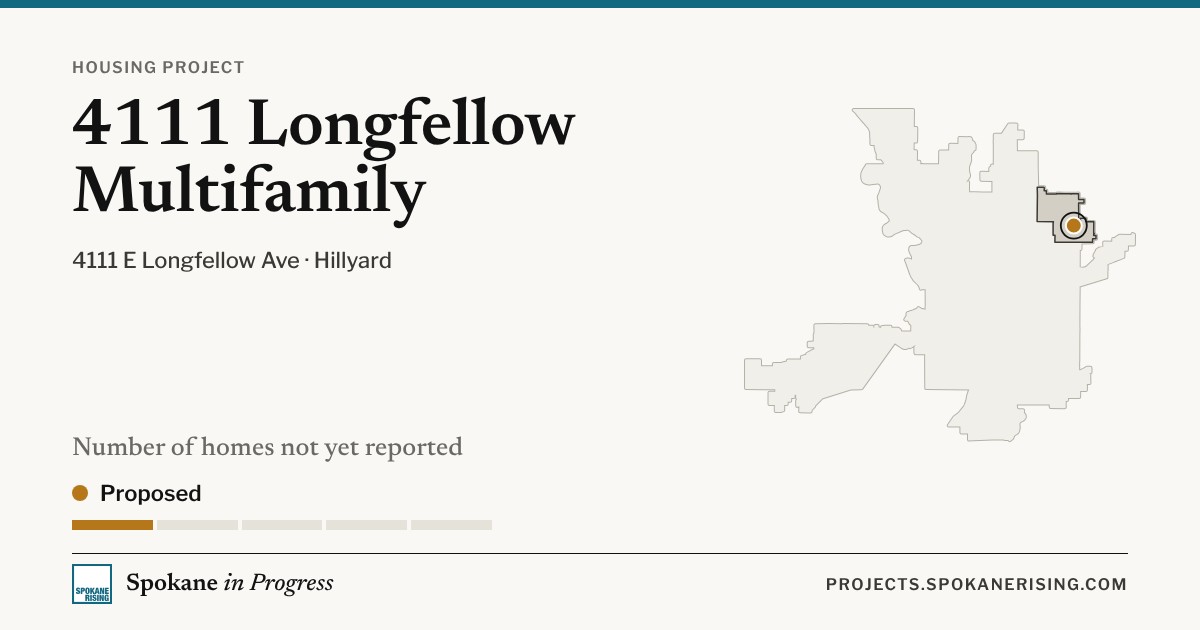 HOUSING PROJECT
4111 Longfellow
Multifamily
4111 E Longfellow Ave · Hillyard
Number of homes not yet reported
Proposed
SPOKANE
RISING
Spokane in Progress
PROJECTS.SPOKANERISING.COM